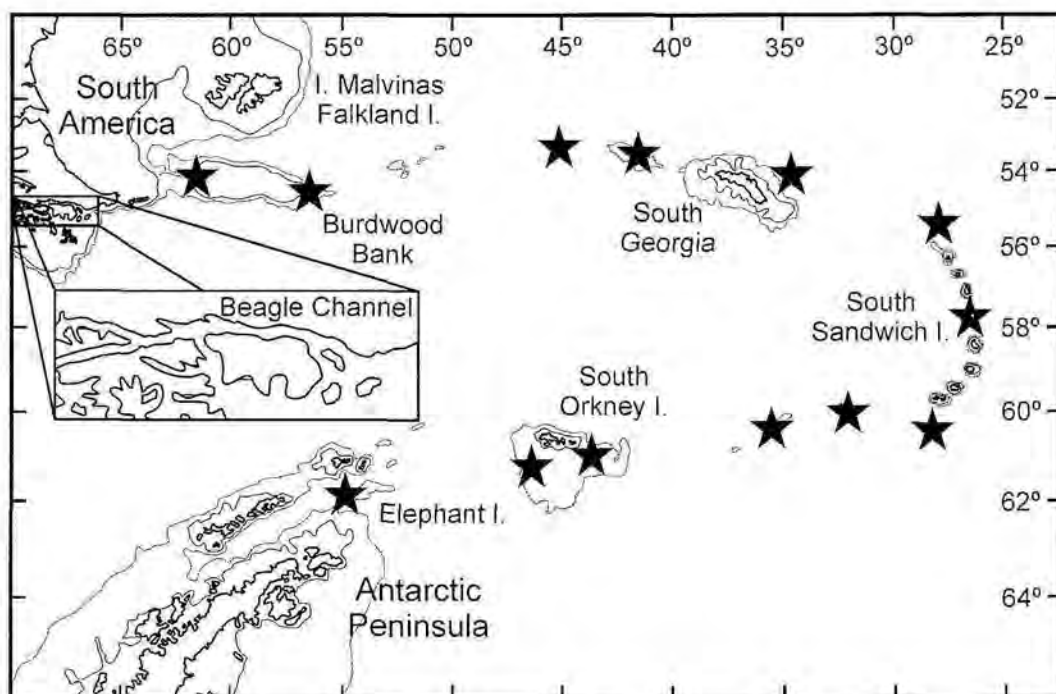 65º 60º 55º 50º 45º 40º 35º 30º 25º
South
America
I. Malvinas
Falkland I.
52º
54º
Burdwood
Bank
South
Georgia
56º
Beagle Channel
South
Sandwich I.
58º
South
Orkney I.
60º
Elephant I.
62º
Antarctic
Peninsula
64º